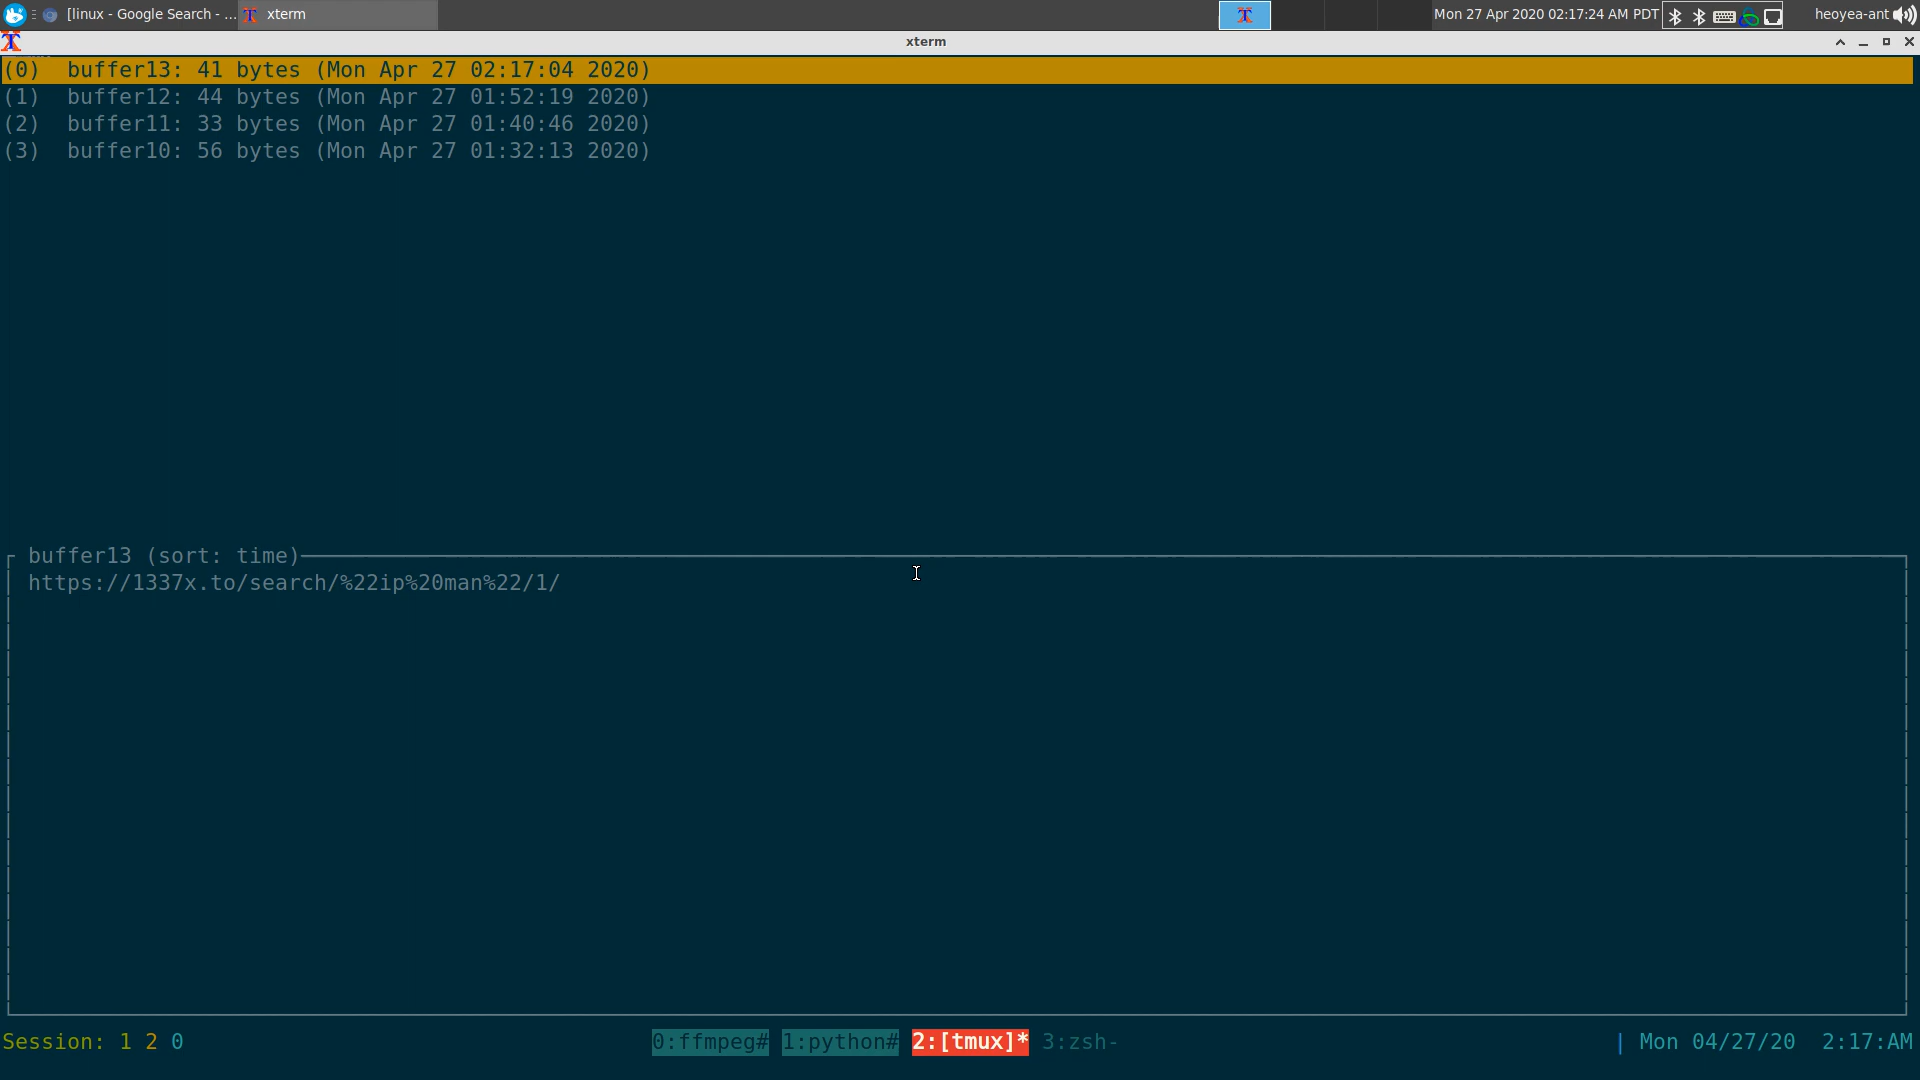 [linux - Google Search - ... xterm Mon 27 Apr 2020 02:17:24 AM PDT heoyea-ant
xterm
(0) buffer13: 41 bytes (Mon Apr 27 02:17:04 2020)
(1) buffer12: 44 bytes (Mon Apr 27 01:52:19 2020)
(2) buffer11: 33 bytes (Mon Apr 27 01:40:46 2020)
(3) buffer10: 56 bytes (Mon Apr 27 01:32:13 2020)
buffer13 (sort: time)
https://1337x.to/search/%22ip%20man%22/1/
Session: 1 2 0 0:ffmpeg# 1:python# 2:[tmux]* 3:zsh- | Mon 04/27/20 2:17:AM